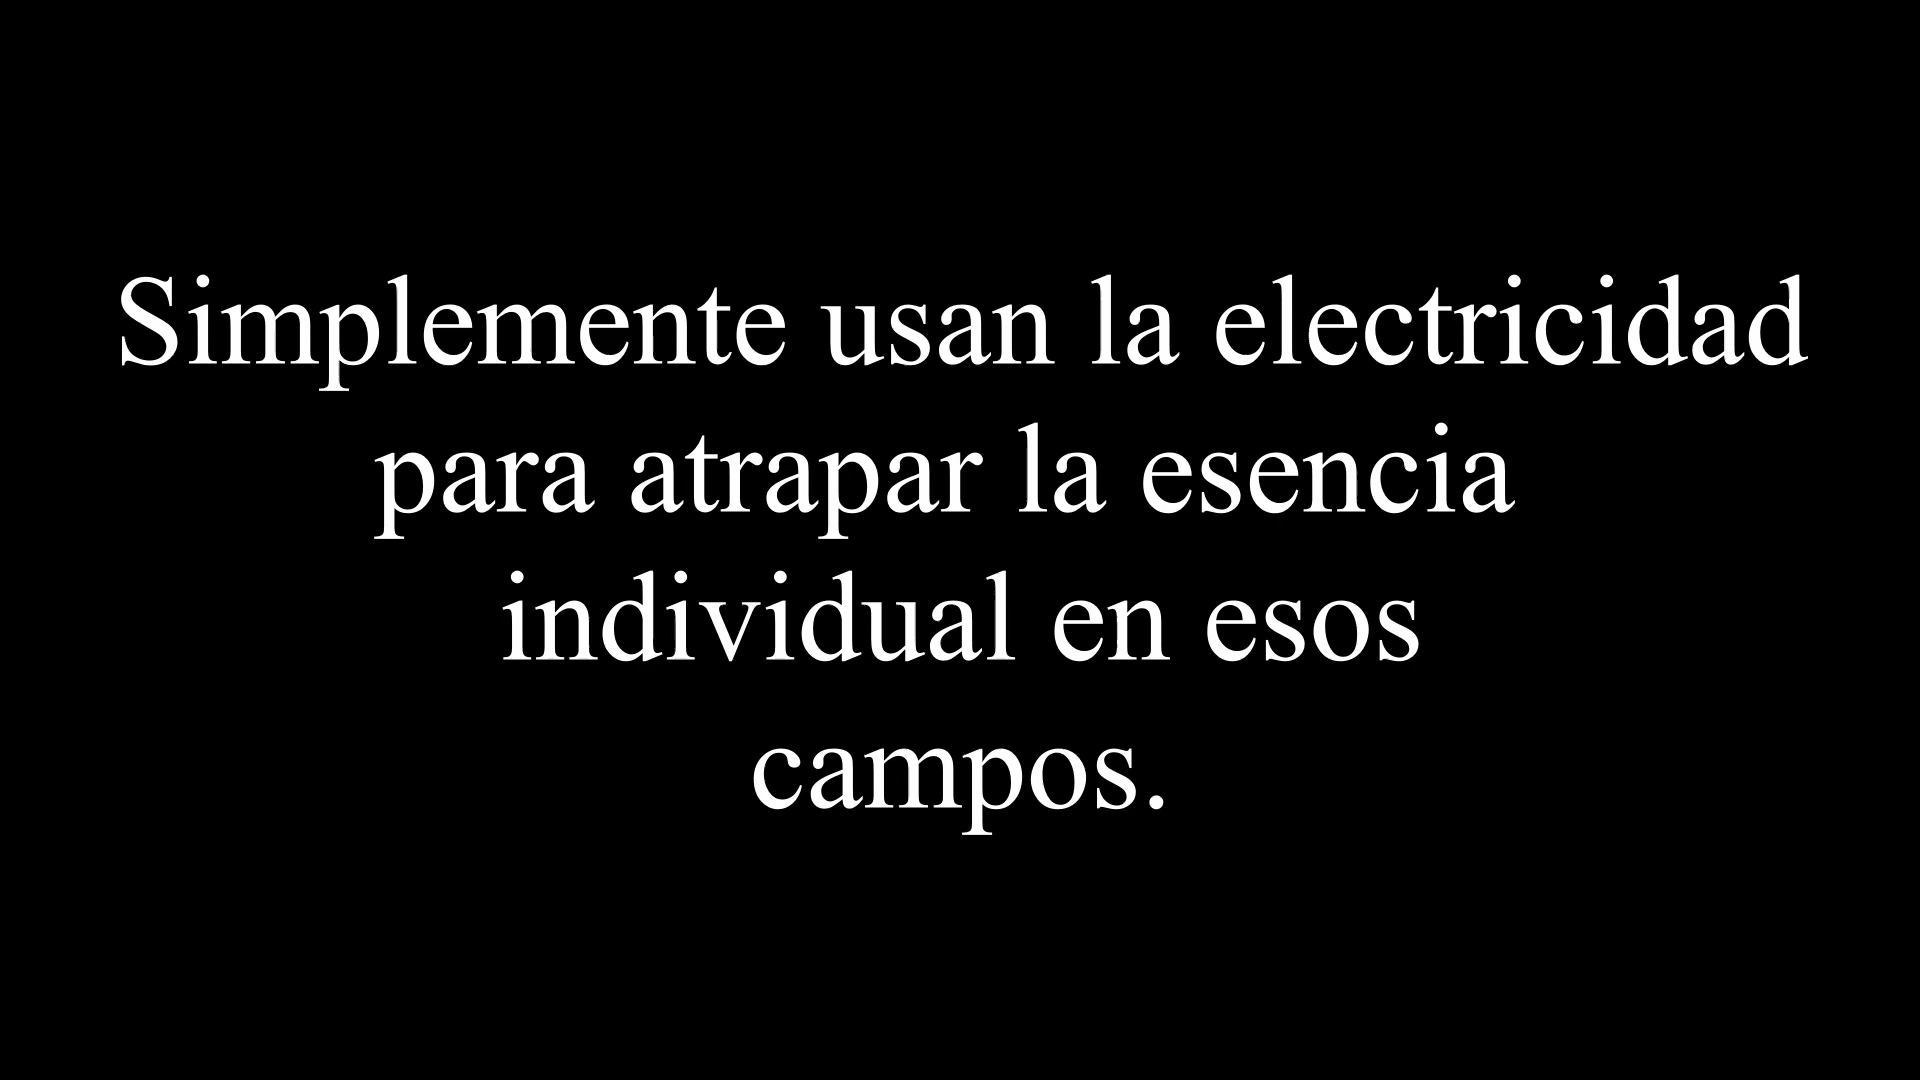 Simplemente usan la electricidad
para atrapar la esencia
individual en esos
campos.